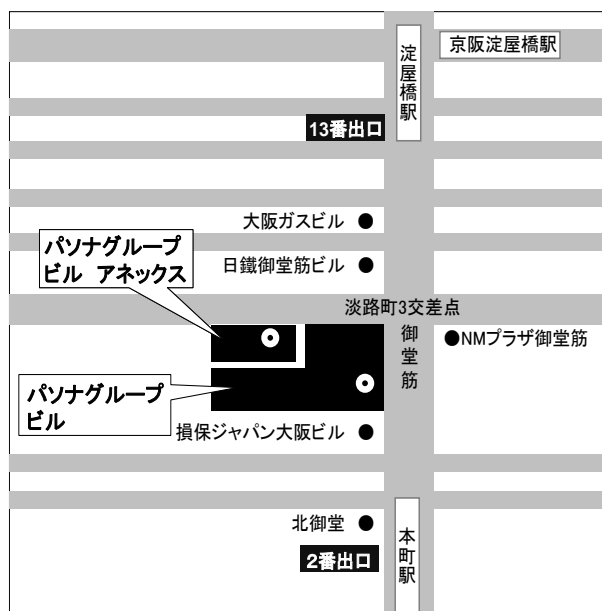 京阪淀屋橋駅
淀屋橋駅
13番出口
大阪ガスビル
パソナグループ
ビル アネックス
日鐵御堂筋ビル
淡路町3交差点
御堂筋
NMプラザ御堂筋
パソナグループ
ビル
損保ジャパン大阪ビル
北御堂
2番出口
本町駅